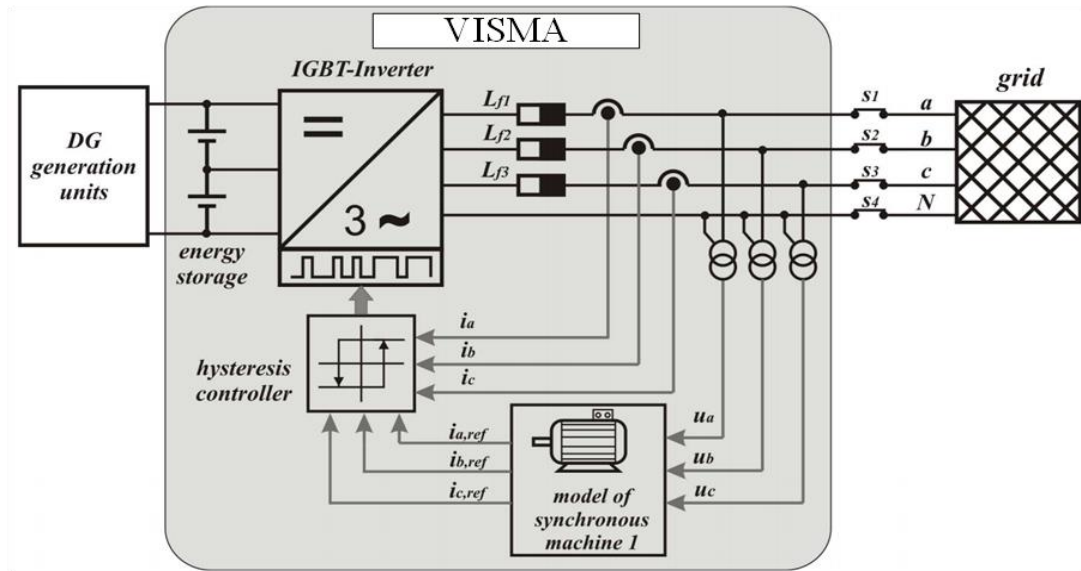 VISMA
IGBT-Inverter
DG
generation
units
energy
storage
3 ~
Lf1
Lf2
Lf3
S1
S2
S3
S4
a
b
c
N
grid
hysteresis
controller
ia
ib
ic
ia,ref
ib,ref
ic,ref
ua
ub
uc
model of
synchronous
machine 1